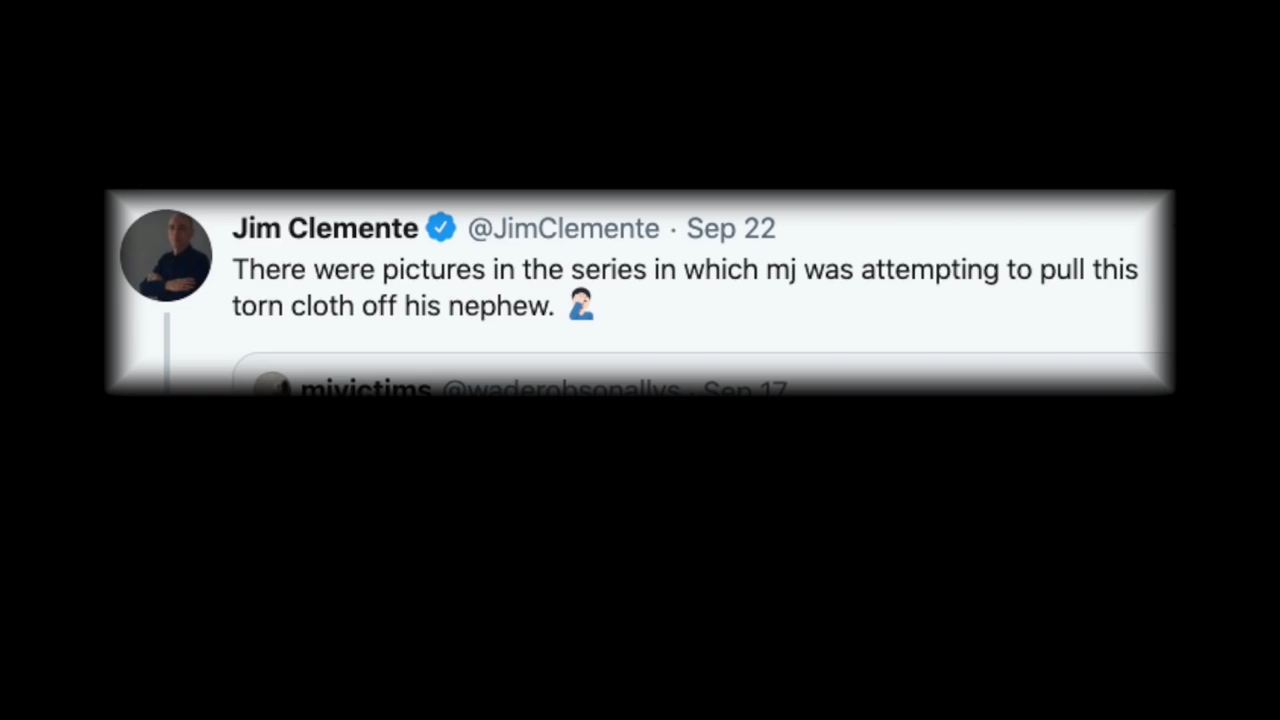 Jim Clemente @JimClemente · Sep 22
There were pictures in the series in which mj was attempting to pull this
torn cloth off his nephew. 🤦🏻‍♂️
mjvictims @waderobsonallys · Sep 17